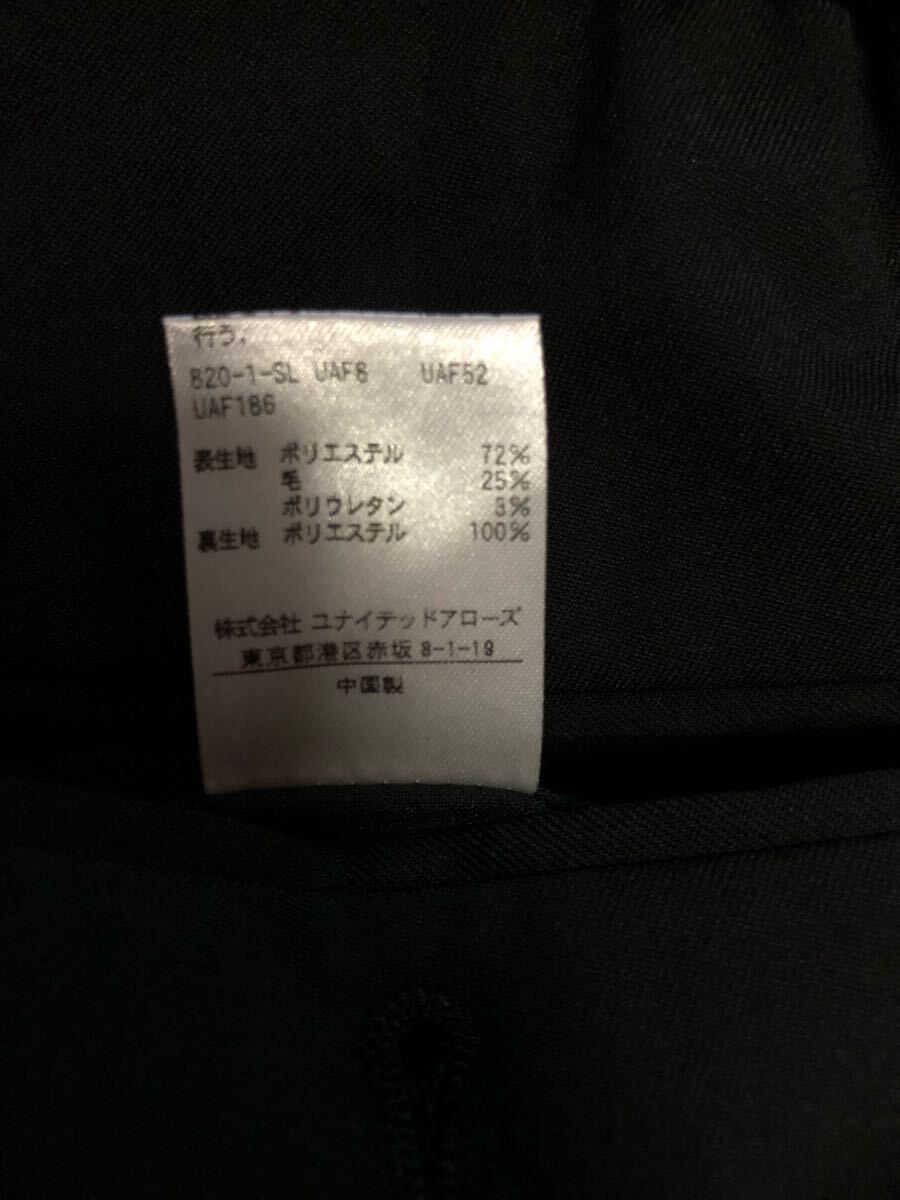 行う。
820-1-SL UAF6 UAF52
UAF186
表生地 ポリエステル 72%
毛 25%
ポリウレタン 3%
裏生地 ポリエステル 100%
株式会社 ユナイテッドアローズ
東京都港区赤坂 8-1-19
中国製